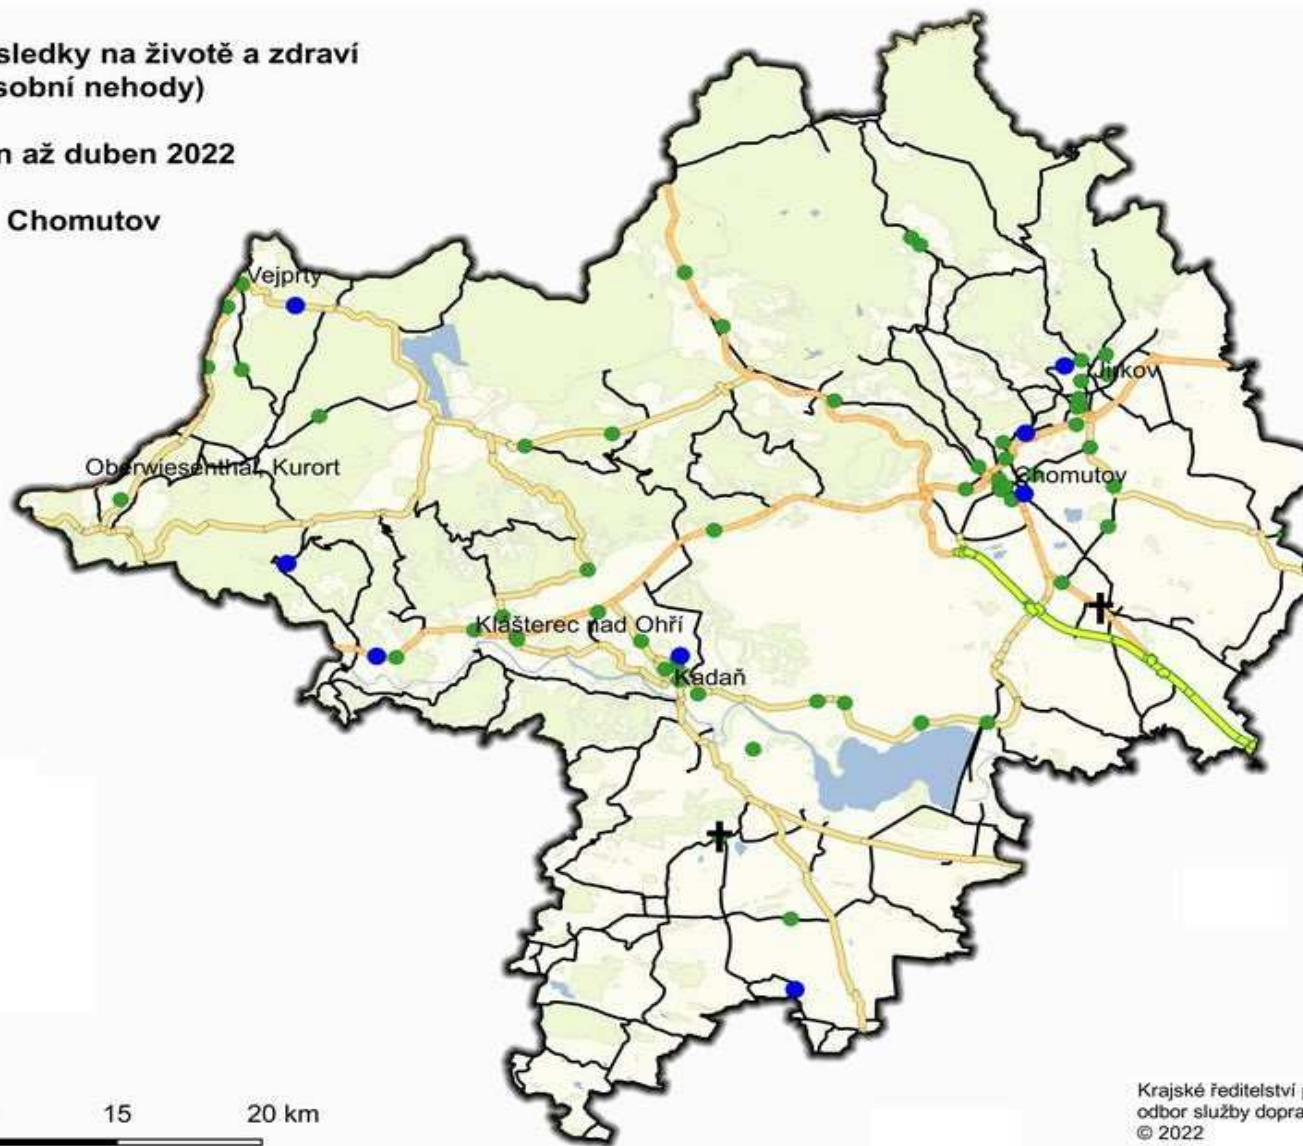 sledky na životě a zdraví
sobní nehody)
n až duben 2022
Chomutov
Vejprty
Jirkov
Oberwiesenthal, Kurort
Chomutov
Klášterec nad Ohří
Kadaň
15 20 km
Krajské ředitelství
odbor služby dopra
© 2022